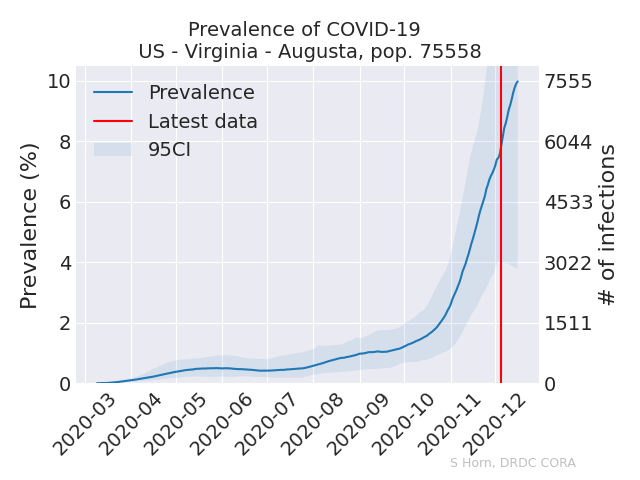 Prevalence of COVID-19
US - Virginia - Augusta, pop. 75558
Prevalence
Latest data
95CI
Prevalence (%)
10
8
6
4
2
0
7555
6044
4533
3022
1511
0
# of infections
2020-03
2020-04
2020-05
2020-06
2020-07
2020-08
2020-09
2020-10
2020-11
2020-12
S Horn, DRDC CORA